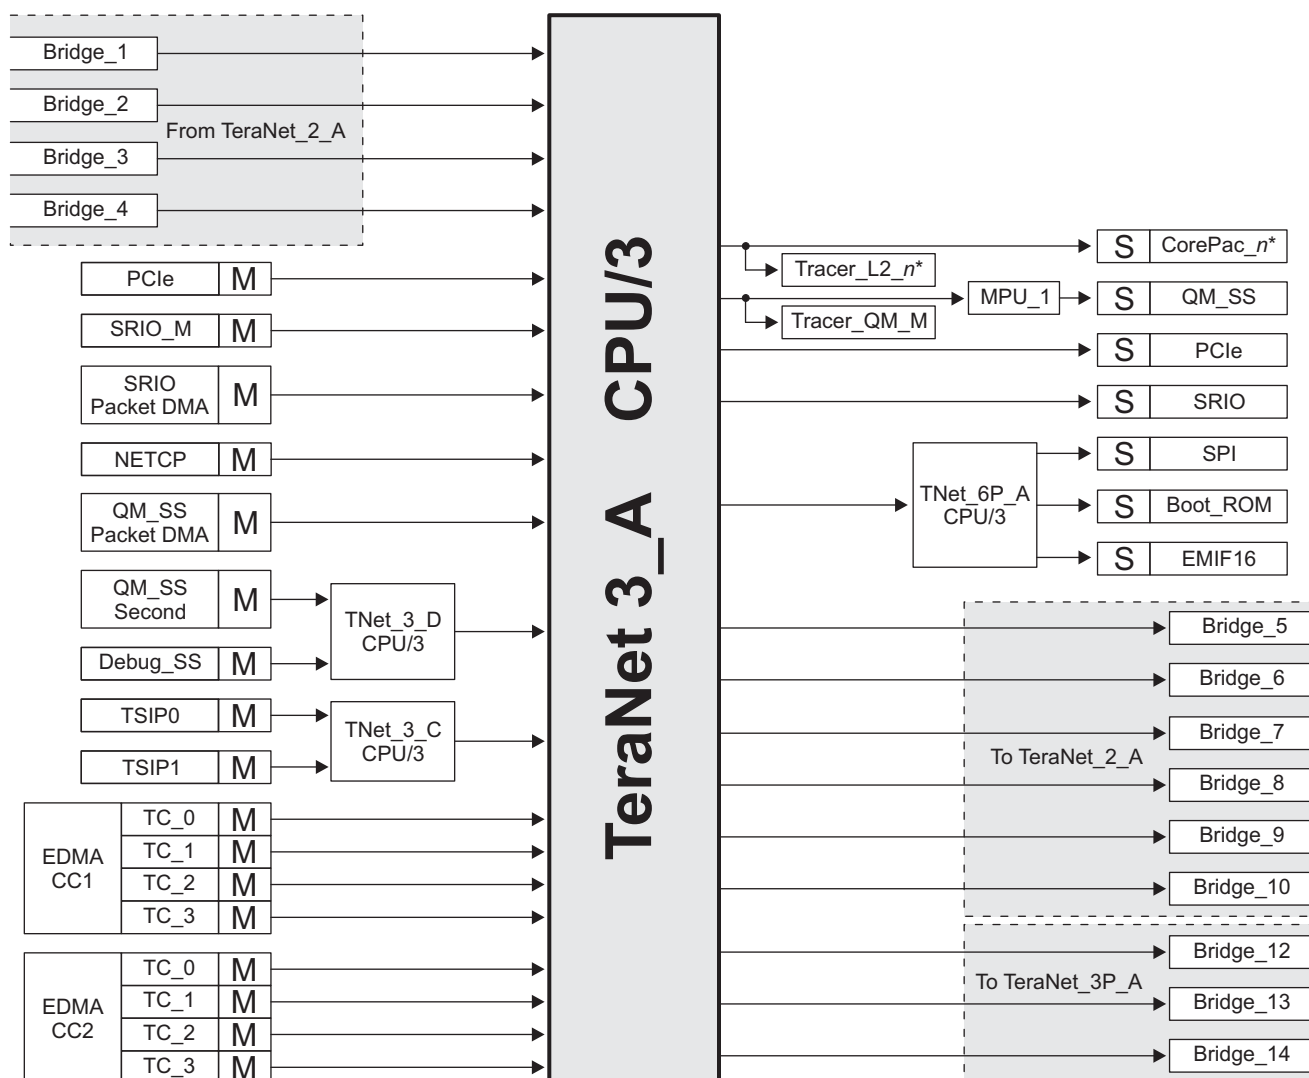 Bridge_1
Bridge_2
From TeraNet_2_A
Bridge_3
Bridge_4
PCIe M
SRIO_M M
SRIO
Packet DMA
M
NETCP M
QM_SS
Packet DMA
M
QM_SS
Second
M
Debug_SS M
TNet_3_D
CPU/3
TSIP0 M
TSIP1 M
TNet_3_C
CPU/3
EDMA
CC1
TC_0 M
TC_1 M
TC_2 M
TC_3 M
EDMA
CC2
TC_0 M
TC_1 M
TC_2 M
TC_3 M
TeraNet 3_A CPU/3
S CorePac_n*
Tracer_L2_n*
MPU_1
S QM_SS
Tracer_QM_M
S PCIe
S SRIO
TNet_6P_A
CPU/3
S SPI
S Boot_ROM
S EMIF16
Bridge_5
Bridge_6
Bridge_7
To TeraNet_2_A
Bridge_8
Bridge_9
Bridge_10
Bridge_12
To TeraNet_3P_A
Bridge_13
Bridge_14